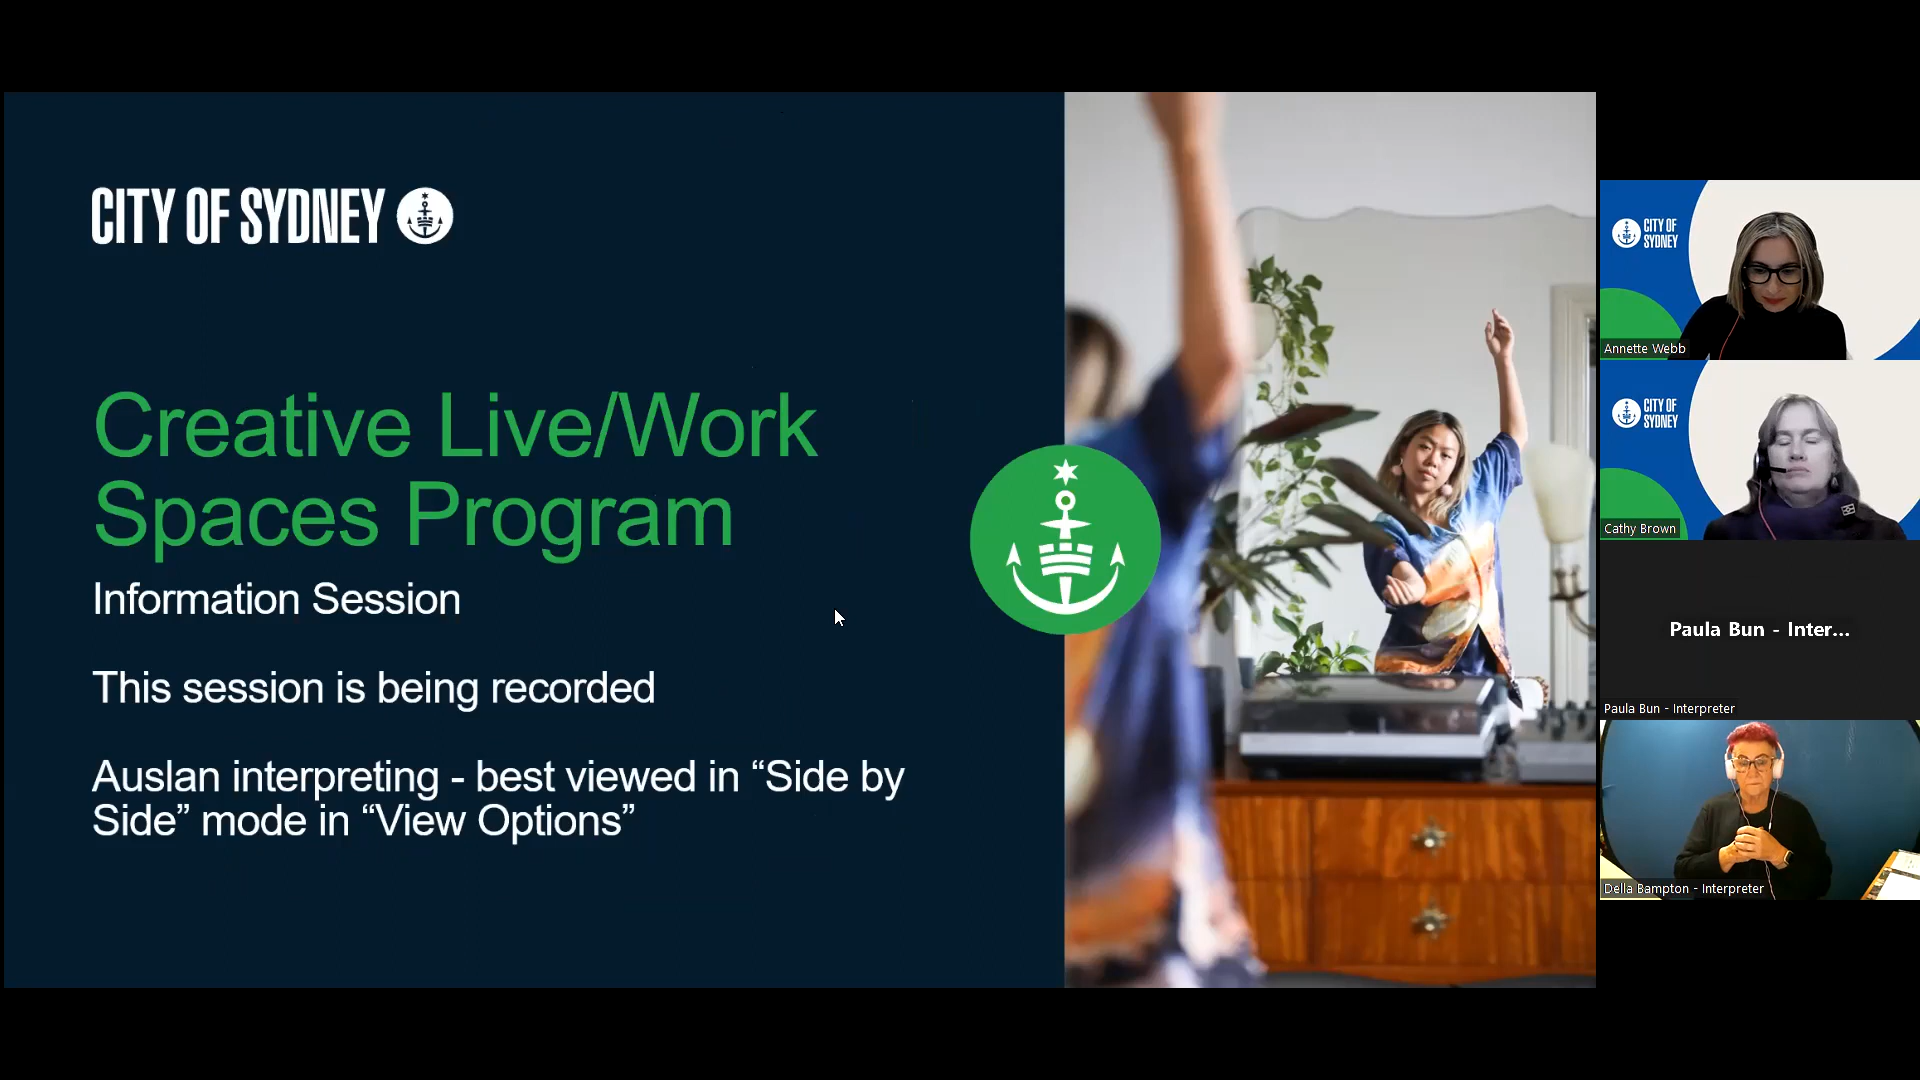 CITY OF SYDNEY
Creative Live/Work
Spaces Program
Information Session
This session is being recorded
Auslan interpreting - best viewed in “Side by
Side” mode in “View Options”
CITY OF
SYDNEY
Annette Webb
CITY OF
SYDNEY
Cathy Brown
Paula Bun - Inter...
Paula Bun - Interpreter
Della Bampton - Interpreter